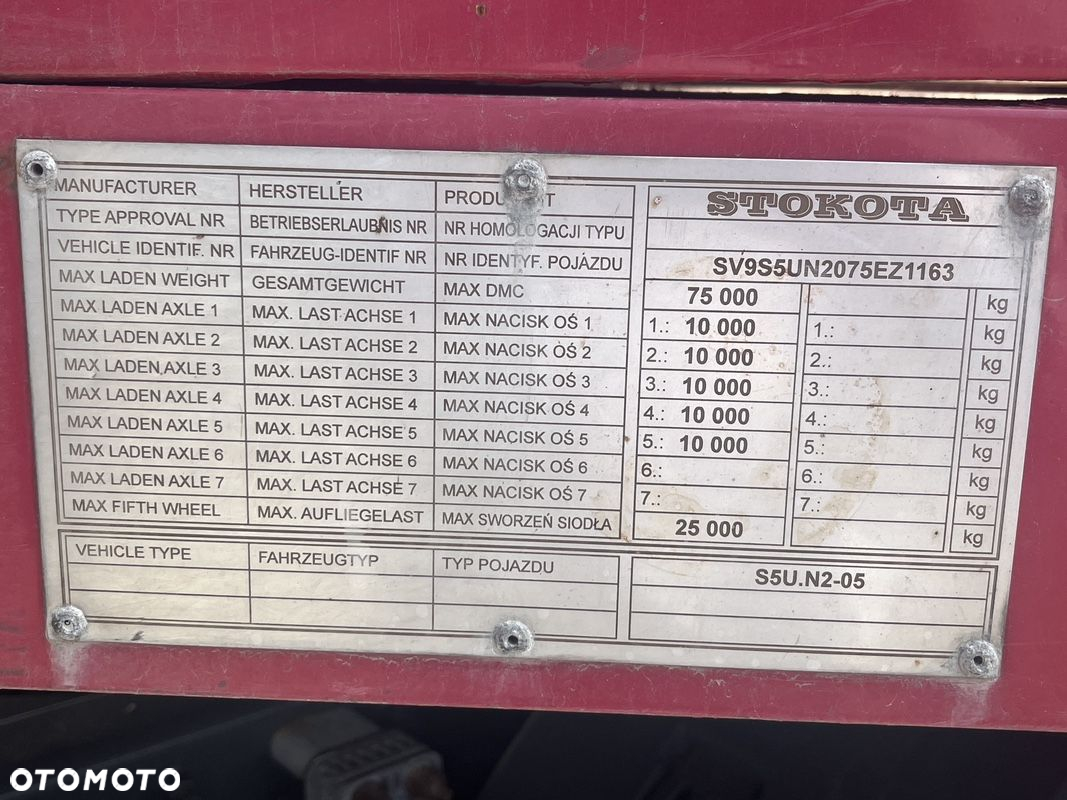 MANUFACTURER HERSTELLER STOKOTA
TYPE APPROVAL NR BETRIEBSERLAUBNIS NR NR HOMOLOGACJI TYPU
VEHICLE IDENTIF. NR FAHRZEUG-IDENTIF NR NR IDENTYF. POJAZDU SV9S5UN2075EZ1163
MAX LADEN WEIGHT GESAMTGEWICHT MAX DMC 75 000 kg
MAX LADEN AXLE 1 MAX. LAST ACHSE 1 MAX NACISK OŚ 1 1.: 10 000 1.: kg
MAX LADEN AXLE 2 MAX. LAST ACHSE 2 MAX NACISK OŚ 2 2.: 10 000 2.: kg
MAX LADEN AXLE 3 MAX. LAST ACHSE 3 MAX NACISK OŚ 3 3.: 10 000 3.: kg
MAX LADEN AXLE 4 MAX. LAST ACHSE 4 MAX NACISK OŚ 4 4.: 10 000 4.: kg
MAX LADEN AXLE 5 MAX. LAST ACHSE 5 MAX NACISK OŚ 5 5.: 10 000 5.: kg
MAX LADEN AXLE 6 MAX. LAST ACHSE 6 MAX NACISK OŚ 6 6.: 6.: kg
MAX LADEN AXLE 7 MAX. LAST ACHSE 7 MAX NACISK OŚ 7 7.: 7.: kg
MAX FIFTH WHEEL MAX. AUFLIEGELAST MAX SWORZEŃ SIODŁA 25 000 kg
VEHICLE TYPE FAHRZEUGTYP TYP POJAZDU S5U.N2-05
OTOMOTO